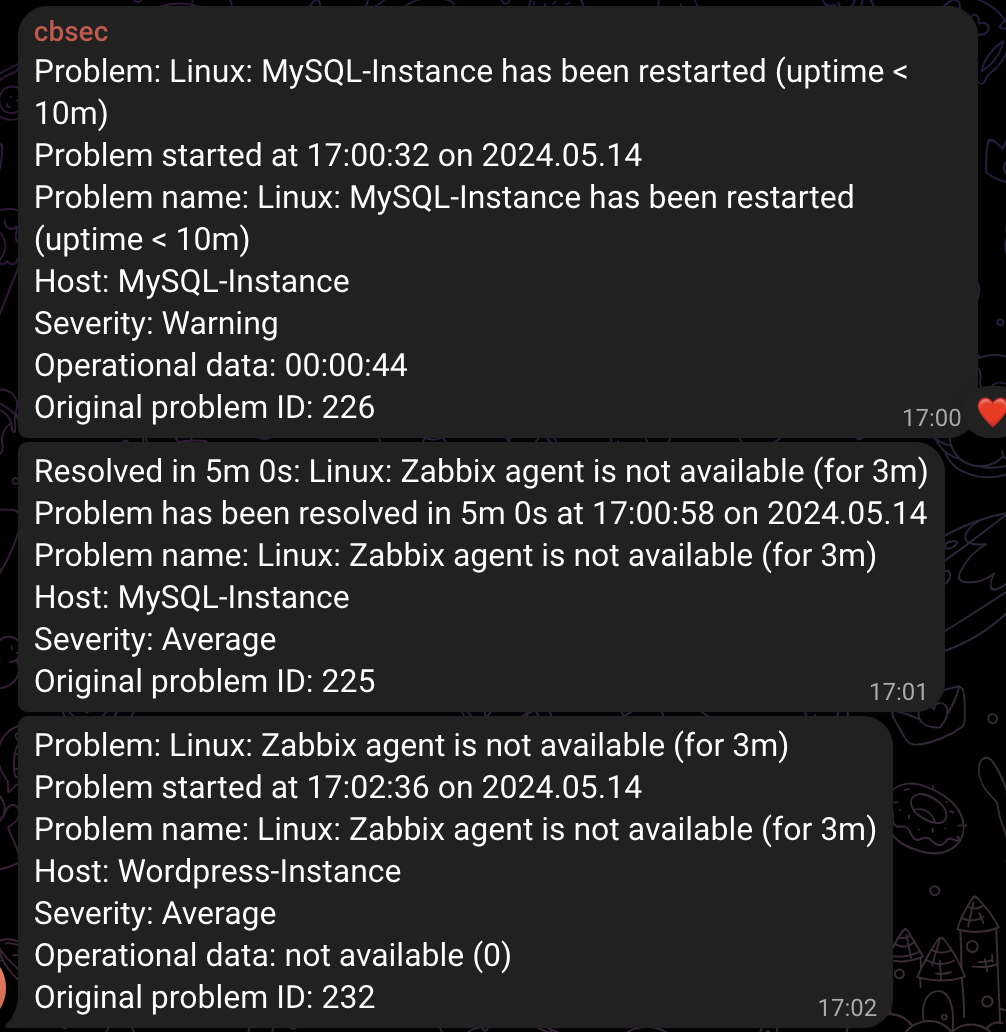 cbsec
Problem: Linux: MySQL-Instance has been restarted (uptime <
10m)
Problem started at 17:00:32 on 2024.05.14
Problem name: Linux: MySQL-Instance has been restarted
(uptime < 10m)
Host: MySQL-Instance
Severity: Warning
Operational data: 00:00:44
Original problem ID: 226
17:00
Resolved in 5m 0s: Linux: Zabbix agent is not available (for 3m)
Problem has been resolved in 5m 0s at 17:00:58 on 2024.05.14
Problem name: Linux: Zabbix agent is not available (for 3m)
Host: MySQL-Instance
Severity: Average
Original problem ID: 225
17:01
Problem: Linux: Zabbix agent is not available (for 3m)
Problem started at 17:02:36 on 2024.05.14
Problem name: Linux: Zabbix agent is not available (for 3m)
Host: Wordpress-Instance
Severity: Average
Operational data: not available (0)
Original problem ID: 232
17:02